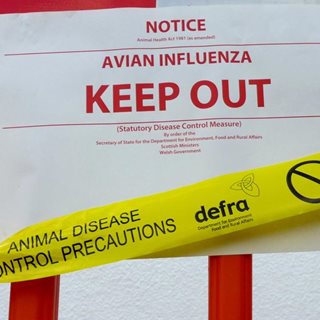 NOTICE
Animal Health Act 1981 (as amended)
AVIAN INFLUENZA
KEEP OUT
(Statutory Disease Control Measure)
By order of the
Secretary of State for the Department for Environment, Food and Rural Affairs
Scottish Ministers
Welsh Government
ANIMAL DISEASE
CONTROL PRECAUTIONS
defra
Department for Environment
Food and Rural Affairs